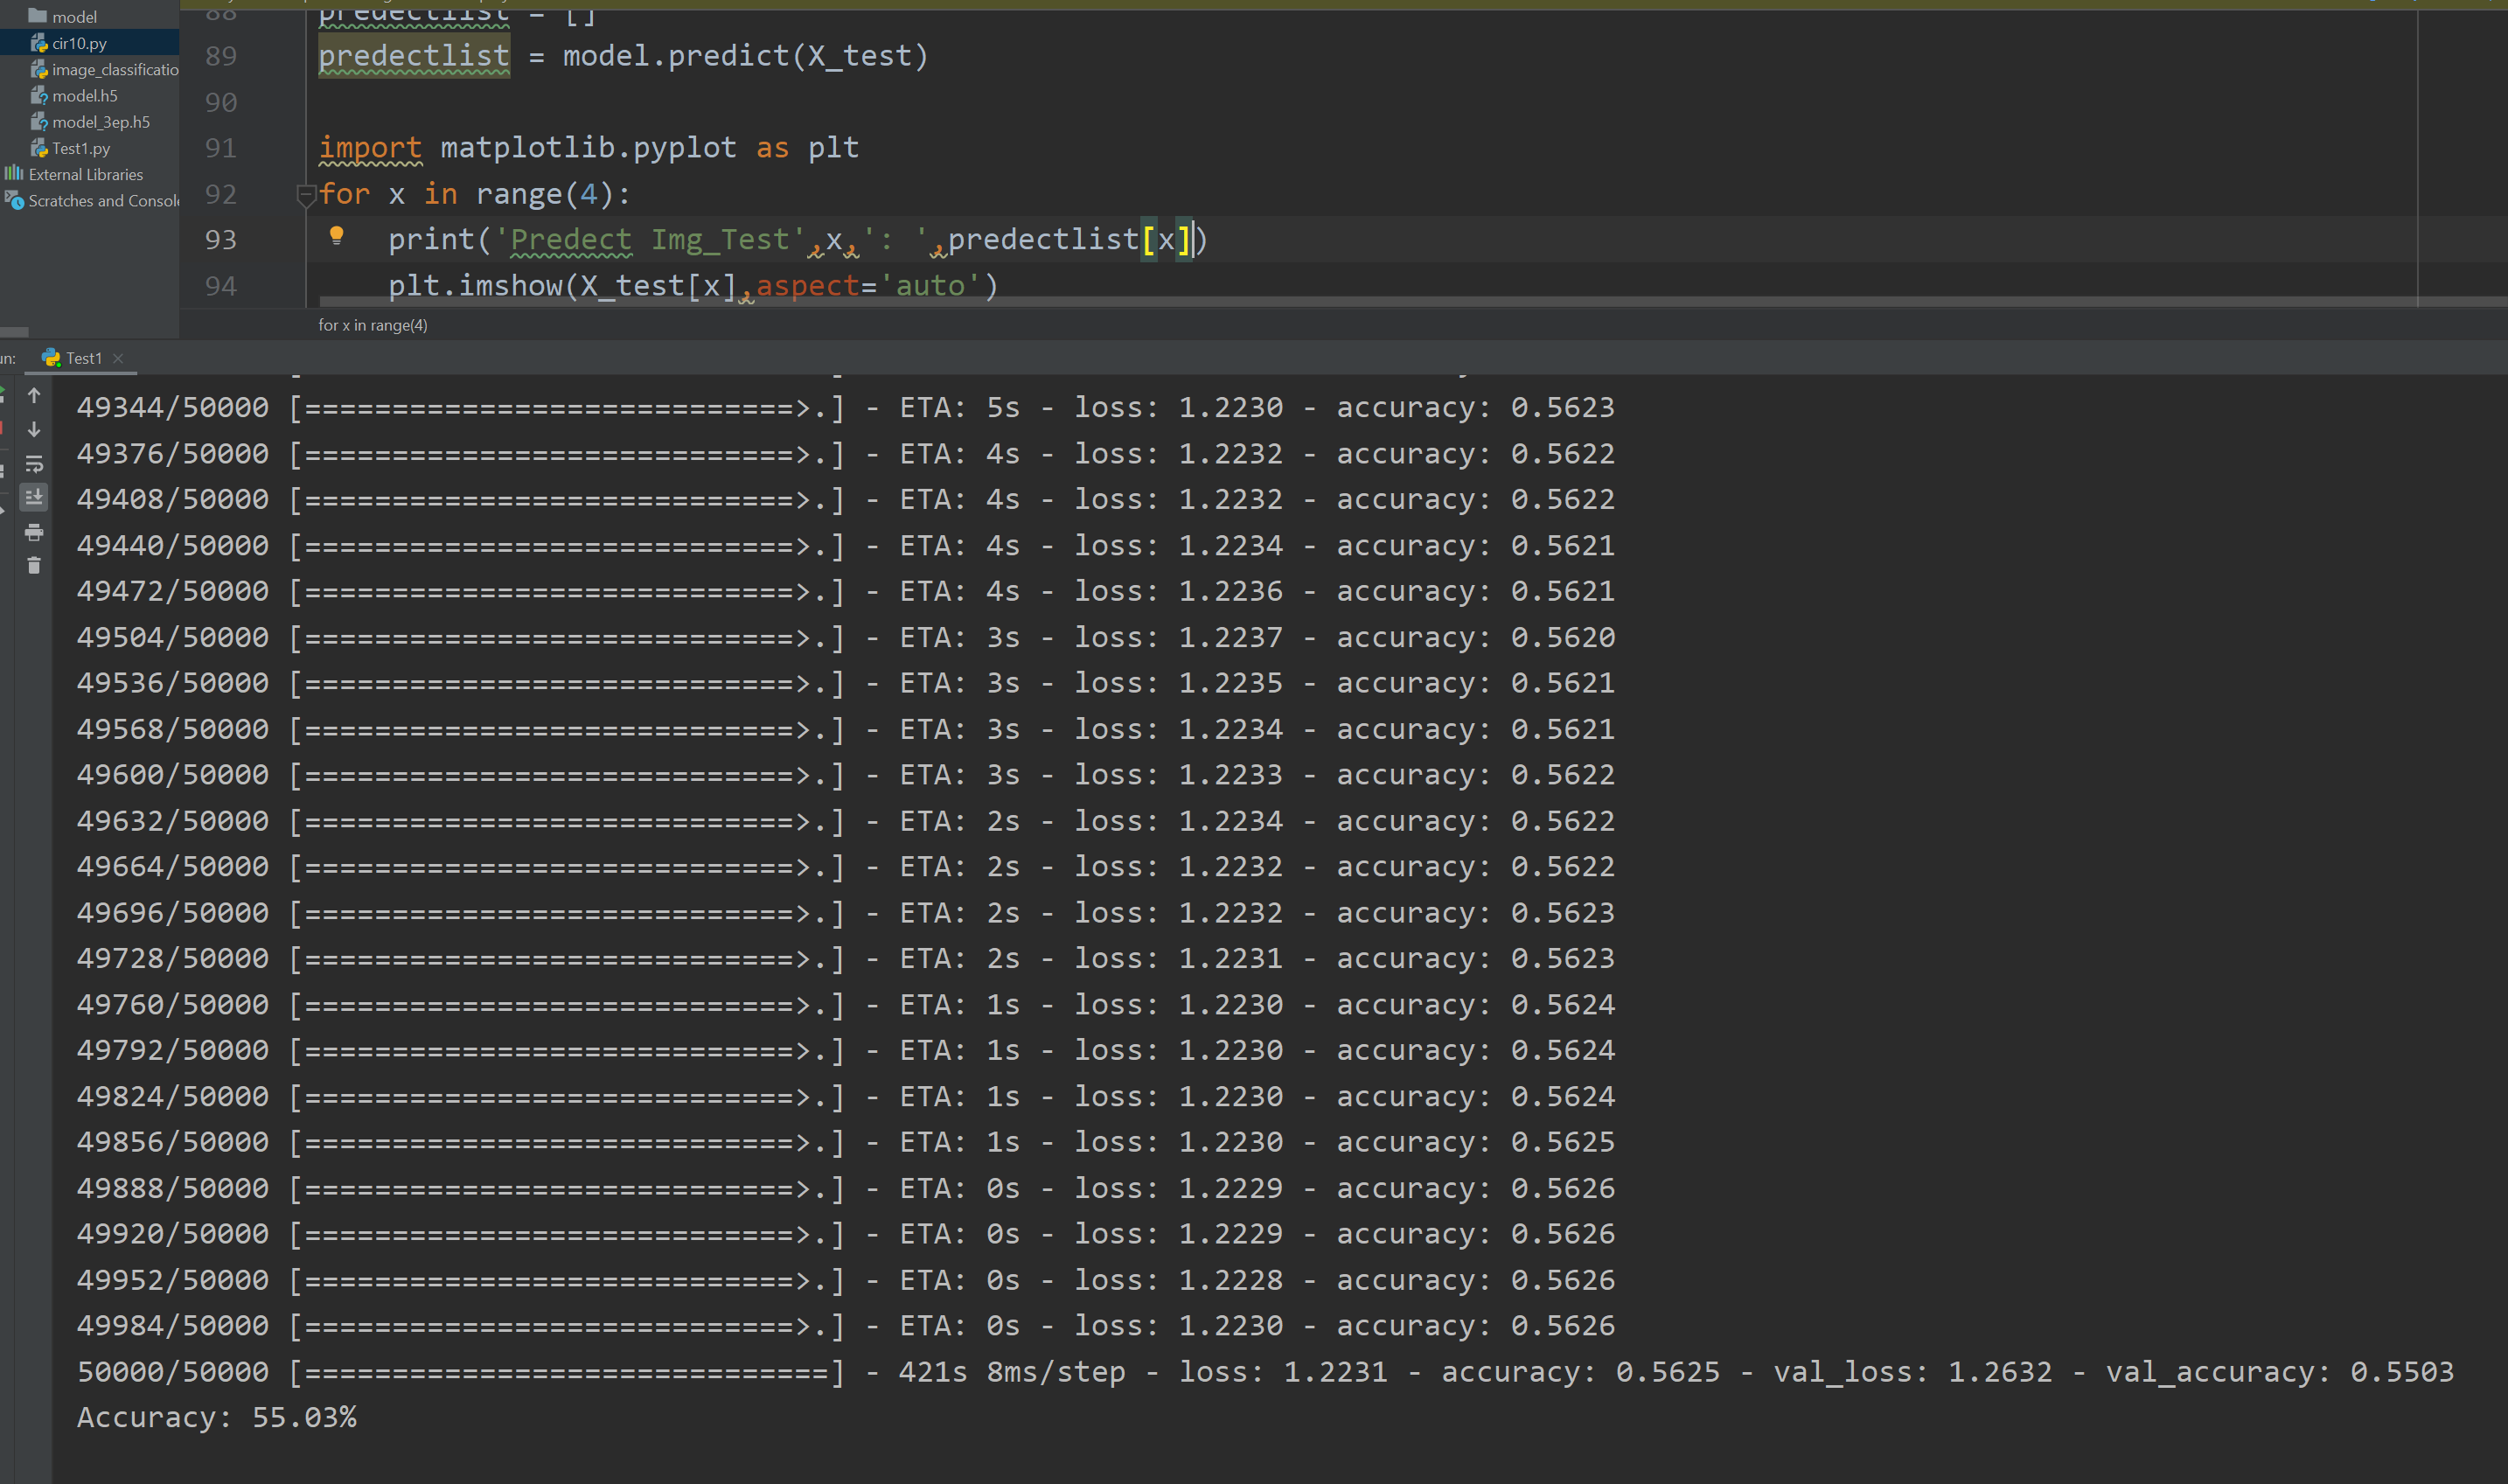 model
cir10.py
image_classificatio
model.h5
model_3ep.h5
Test1.py
External Libraries
Scratches and Consol
88 predectlist = []
89 predectlist = model.predict(X_test)
90
91 import matplotlib.pyplot as plt
92 for x in range(4):
93 print('Predect Img_Test',x,': ',predectlist[x])
94 plt.imshow(X_test[x],aspect='auto')
for x in range(4)
un: Test1
49344/50000 [============================>.] - ETA: 5s - loss: 1.2230 - accuracy: 0.5623
49376/50000 [============================>.] - ETA: 4s - loss: 1.2232 - accuracy: 0.5622
49408/50000 [============================>.] - ETA: 4s - loss: 1.2232 - accuracy: 0.5622
49440/50000 [============================>.] - ETA: 4s - loss: 1.2234 - accuracy: 0.5621
49472/50000 [============================>.] - ETA: 4s - loss: 1.2236 - accuracy: 0.5621
49504/50000 [============================>.] - ETA: 3s - loss: 1.2237 - accuracy: 0.5620
49536/50000 [============================>.] - ETA: 3s - loss: 1.2235 - accuracy: 0.5621
49568/50000 [============================>.] - ETA: 3s - loss: 1.2234 - accuracy: 0.5621
49600/50000 [============================>.] - ETA: 3s - loss: 1.2233 - accuracy: 0.5622
49632/50000 [============================>.] - ETA: 2s - loss: 1.2234 - accuracy: 0.5622
49664/50000 [============================>.] - ETA: 2s - loss: 1.2232 - accuracy: 0.5622
49696/50000 [============================>.] - ETA: 2s - loss: 1.2232 - accuracy: 0.5623
49728/50000 [============================>.] - ETA: 2s - loss: 1.2231 - accuracy: 0.5623
49760/50000 [============================>.] - ETA: 1s - loss: 1.2230 - accuracy: 0.5624
49792/50000 [============================>.] - ETA: 1s - loss: 1.2230 - accuracy: 0.5624
49824/50000 [============================>.] - ETA: 1s - loss: 1.2230 - accuracy: 0.5624
49856/50000 [============================>.] - ETA: 1s - loss: 1.2230 - accuracy: 0.5625
49888/50000 [============================>.] - ETA: 0s - loss: 1.2229 - accuracy: 0.5626
49920/50000 [============================>.] - ETA: 0s - loss: 1.2229 - accuracy: 0.5626
49952/50000 [============================>.] - ETA: 0s - loss: 1.2228 - accuracy: 0.5626
49984/50000 [============================>.] - ETA: 0s - loss: 1.2230 - accuracy: 0.5626
50000/50000 [==============================] - 421s 8ms/step - loss: 1.2231 - accuracy: 0.5625 - val_loss: 1.2632 - val_accuracy: 0.5503
Accuracy: 55.03%